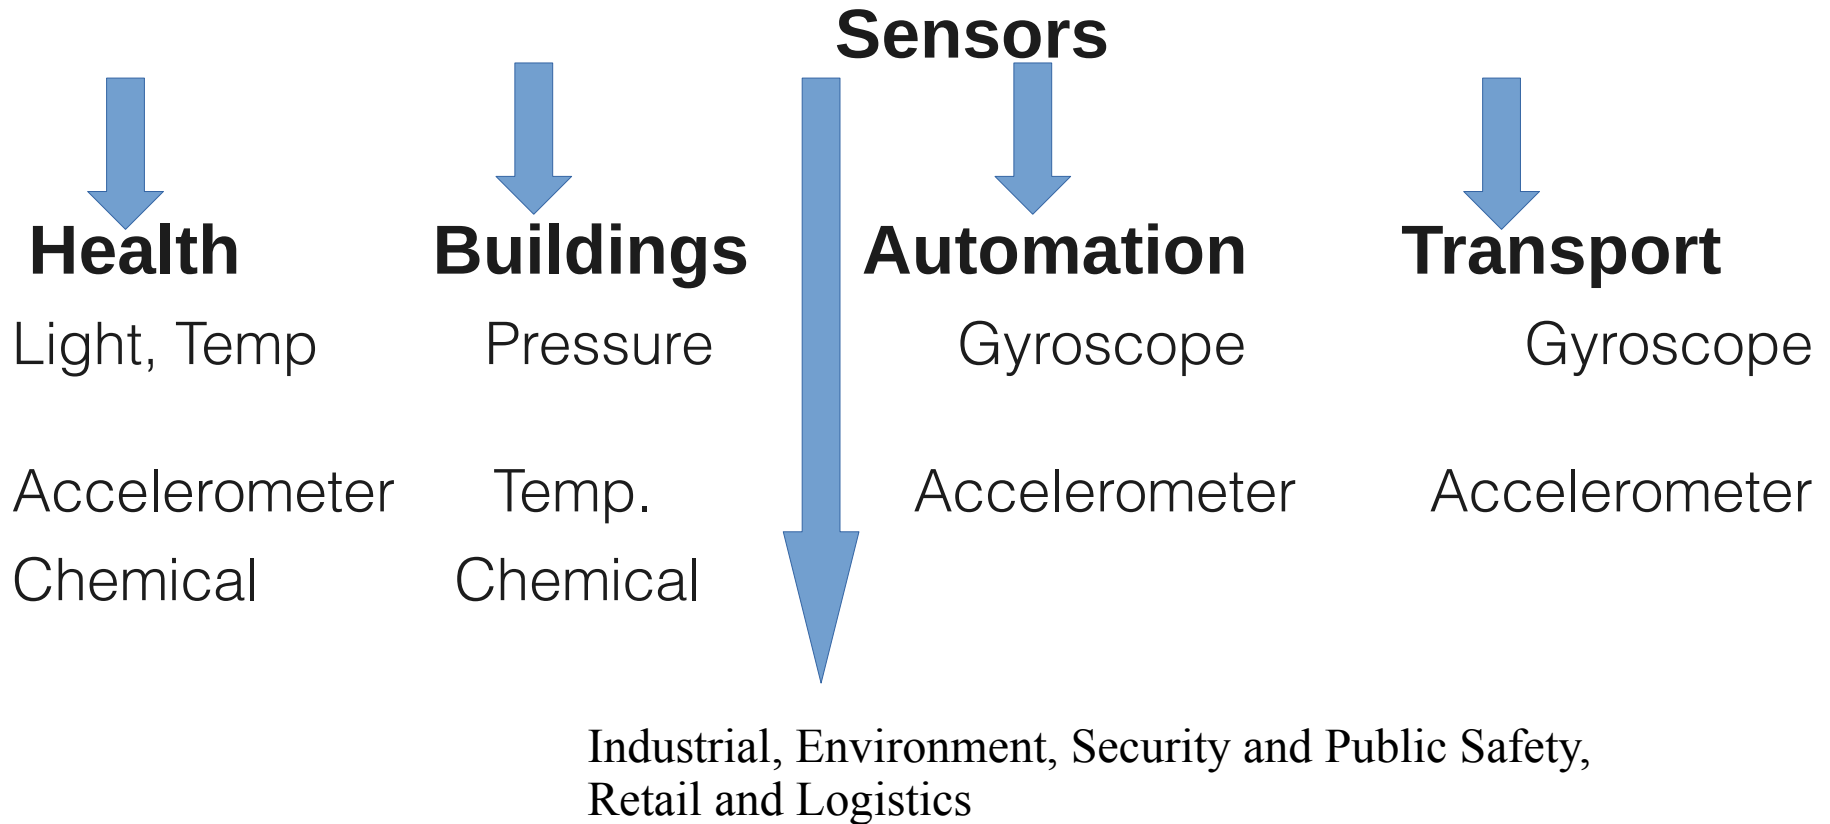 Sensors
Health Buildings Automation Transport
Light, Temp Pressure Gyroscope Gyroscope
Accelerometer Temp. Accelerometer Accelerometer
Chemical Chemical
Industrial, Environment, Security and Public Safety,
Retail and Logistics